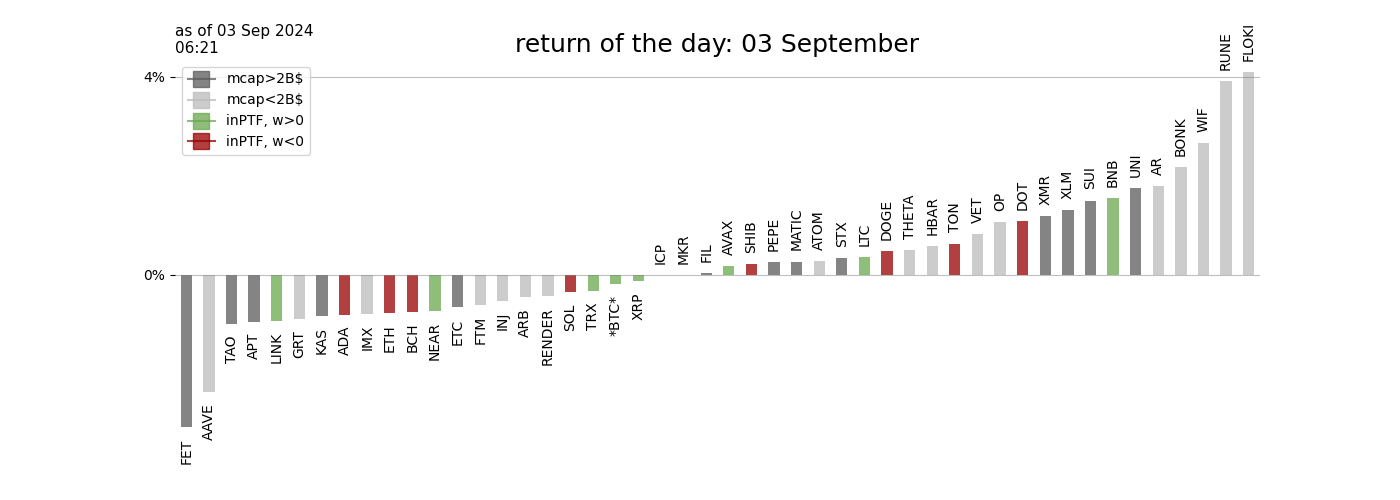 as of 03 Sep 2024
06:21
return of the day: 03 September
4%
0%
mcap>2B$
mcap<2B$
inPTF, w>0
inPTF, w<0
FET
AAVE
TAO
APT
LINK
GRT
KAS
ADA
IMX
ETH
BCH
NEAR
ETC
FTM
INJ
ARB
RENDER
SOL
TRX
*BTC*
XRP
ICP
MKR
FIL
AVAX
SHIB
PEPE
MATIC
ATOM
STX
LTC
DOGE
THETA
HBAR
TON
VET
OP
DOT
XMR
XLM
SUI
BNB
UNI
AR
BONK
WIF
RUNE
FLOKI